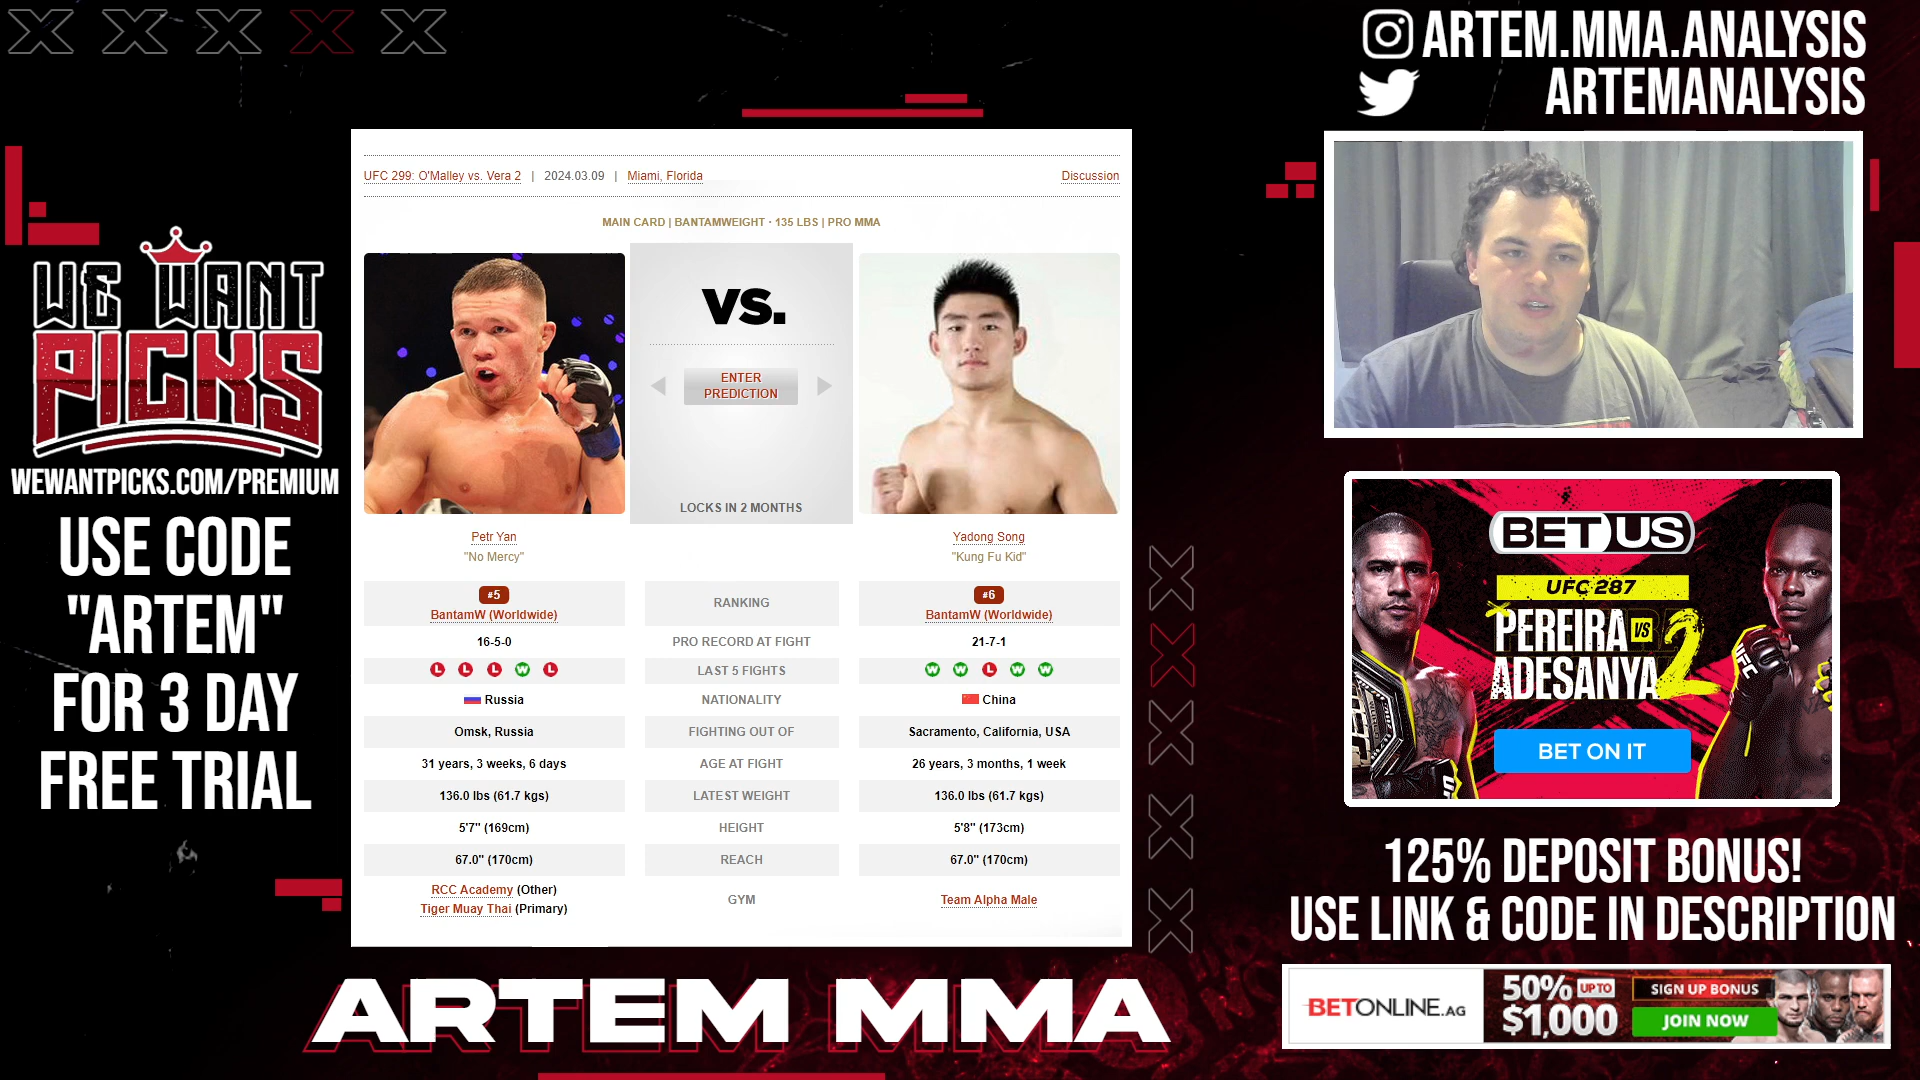 ARTEM.MMA.ANALYSIS
ARTEMANALYSIS
WE WANT
PICKS
WEWANTPICKS.COM/PREMIUM
USE CODE
"ARTEM"
FOR 3 DAY
FREE TRIAL
UFC 299: O'Malley vs. Vera 2 | 2024.03.09 | Miami, Florida
Discussion
MAIN CARD | BANTAMWEIGHT · 135 LBS | PRO MMA
VS.
ENTER
PREDICTION
LOCKS IN 2 MONTHS
Petr Yan
"No Mercy"
Yadong Song
"Kung Fu Kid"
#5
BantamW (Worldwide)
RANKING
#6
BantamW (Worldwide)
16-5-0 PRO RECORD AT FIGHT 21-7-1
L L L W L LAST 5 FIGHTS W W L W W
Russia NATIONALITY China
Omsk, Russia FIGHTING OUT OF Sacramento, California, USA
31 years, 3 weeks, 6 days AGE AT FIGHT 26 years, 3 months, 1 week
136.0 lbs (61.7 kgs) LATEST WEIGHT 136.0 lbs (61.7 kgs)
5'7" (169cm) HEIGHT 5'8" (173cm)
67.0" (170cm) REACH 67.0" (170cm)
RCC Academy (Other)
Tiger Muay Thai (Primary)
GYM
Team Alpha Male
ARTEM MMA
BETUS
UFC 287
PEREIRA VS
ADESANYA 2
UFC
BET ON IT
125% DEPOSIT BONUS!
USE LINK & CODE IN DESCRIPTION
BETONLINE.AG
50% UP TO
$1,000
SIGN UP BONUS
JOIN NOW